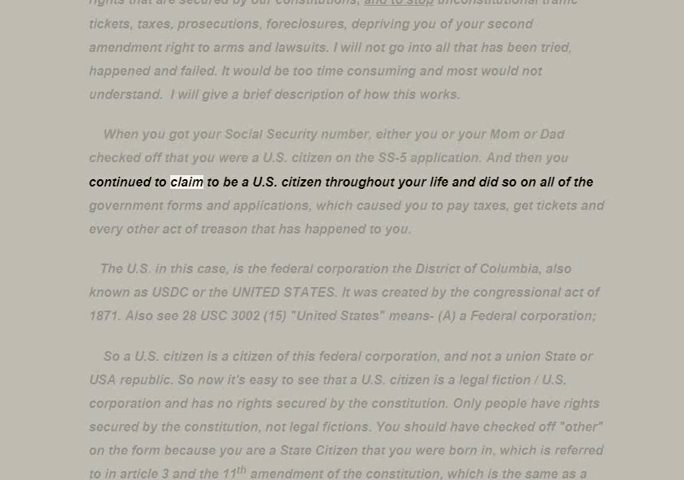 rights that are secured by our constitutions, and to stop unconstitutional traffic
tickets, taxes, prosecutions, foreclosures, depriving you of your second
amendment right to arms and lawsuits. I will not go into all that has been tried,
happened and failed. It would be too time consuming and most would not
understand.  I will give a brief description of how this works.
When you got your Social Security number, either you or your Mom or Dad
checked off that you were a U.S. citizen on the SS-5 application. And then you
continued to claim to be a U.S. citizen throughout your life and did so on all of the
government forms and applications, which caused you to pay taxes, get tickets and
every other act of treason that has happened to you.
The U.S. in this case, is the federal corporation the District of Columbia, also
known as USDC or the UNITED STATES. It was created by the congressional act of
1871. Also see 28 USC 3002 (15) "United States" means- (A) a Federal corporation;
So a U.S. citizen is a citizen of this federal corporation, and not a union State or
USA republic. So now it's easy to see that a U.S. citizen is a legal fiction / U.S.
corporation and has no rights secured by the constitution. Only people have rights
secured by the constitution, not legal fictions. You should have checked off "other"
on the form because you are a State Citizen that you were born in, which is referred
to in article 3 and the 11th amendment of the constitution, which is the same as a